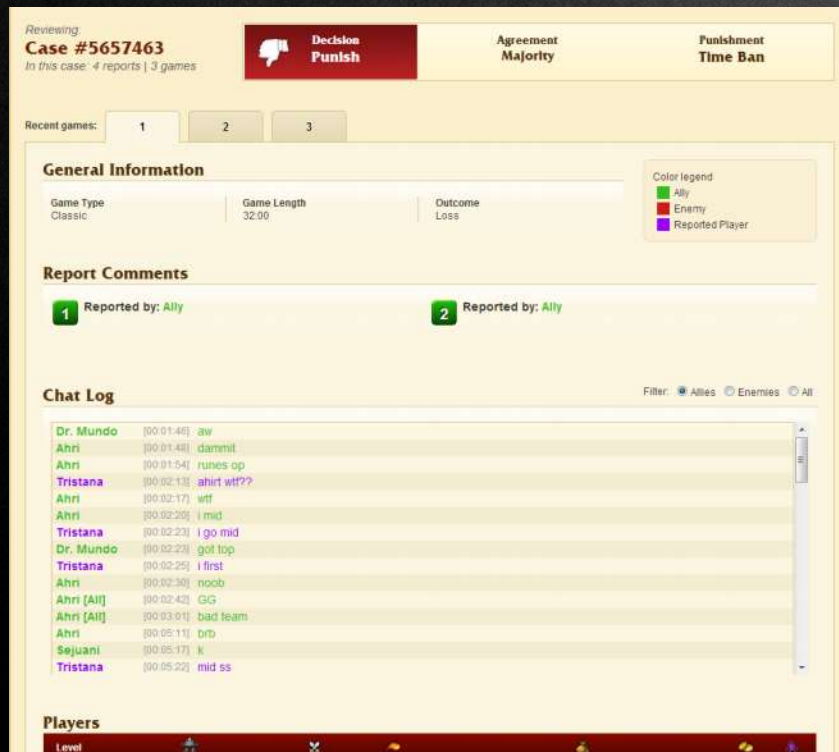 Reviewing:
Case #5657463
In this case: 4 reports | 3 games
Decision
Punish
Agreement
Majority
Punishment
Time Ban
Recent games: 1 2 3
General Information
Game Type
Classic
Game Length
32:00
Outcome
Loss
Color legend
Ally
Enemy
Reported Player
Report Comments
1 Reported by: Ally
2 Reported by: Ally
Chat Log
Filter: Allies Enemies All
Dr. Mundo [00:01:46] aw
Ahri [00:01:48] dammit
Ahri [00:01:54] runes op
Tristana [00:02:13] ahirt wtf??
Ahri [00:02:17] wtf
Ahri [00:02:20] i mid
Tristana [00:02:23] i go mid
Dr. Mundo [00:02:23] got top
Tristana [00:02:25] i first
Ahri [00:02:30] noob
Ahri [All] [00:02:42] GG
Ahri [All] [00:03:01] bad team
Ahri [00:05:11] brb
Sejuani [00:05:17] k
Tristana [00:05:22] mid ss
Players
Level